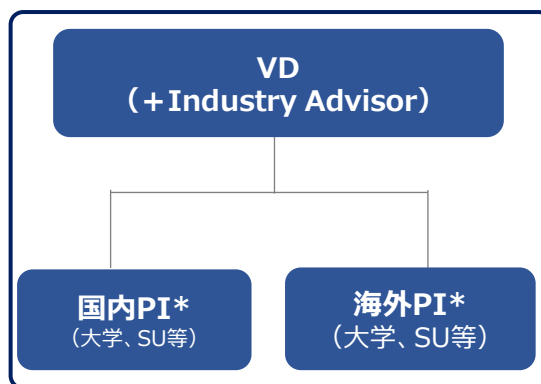 VD
（+Industry Advisor）
国内PI*
（大学、SU等）
海外PI*
（大学、SU等）